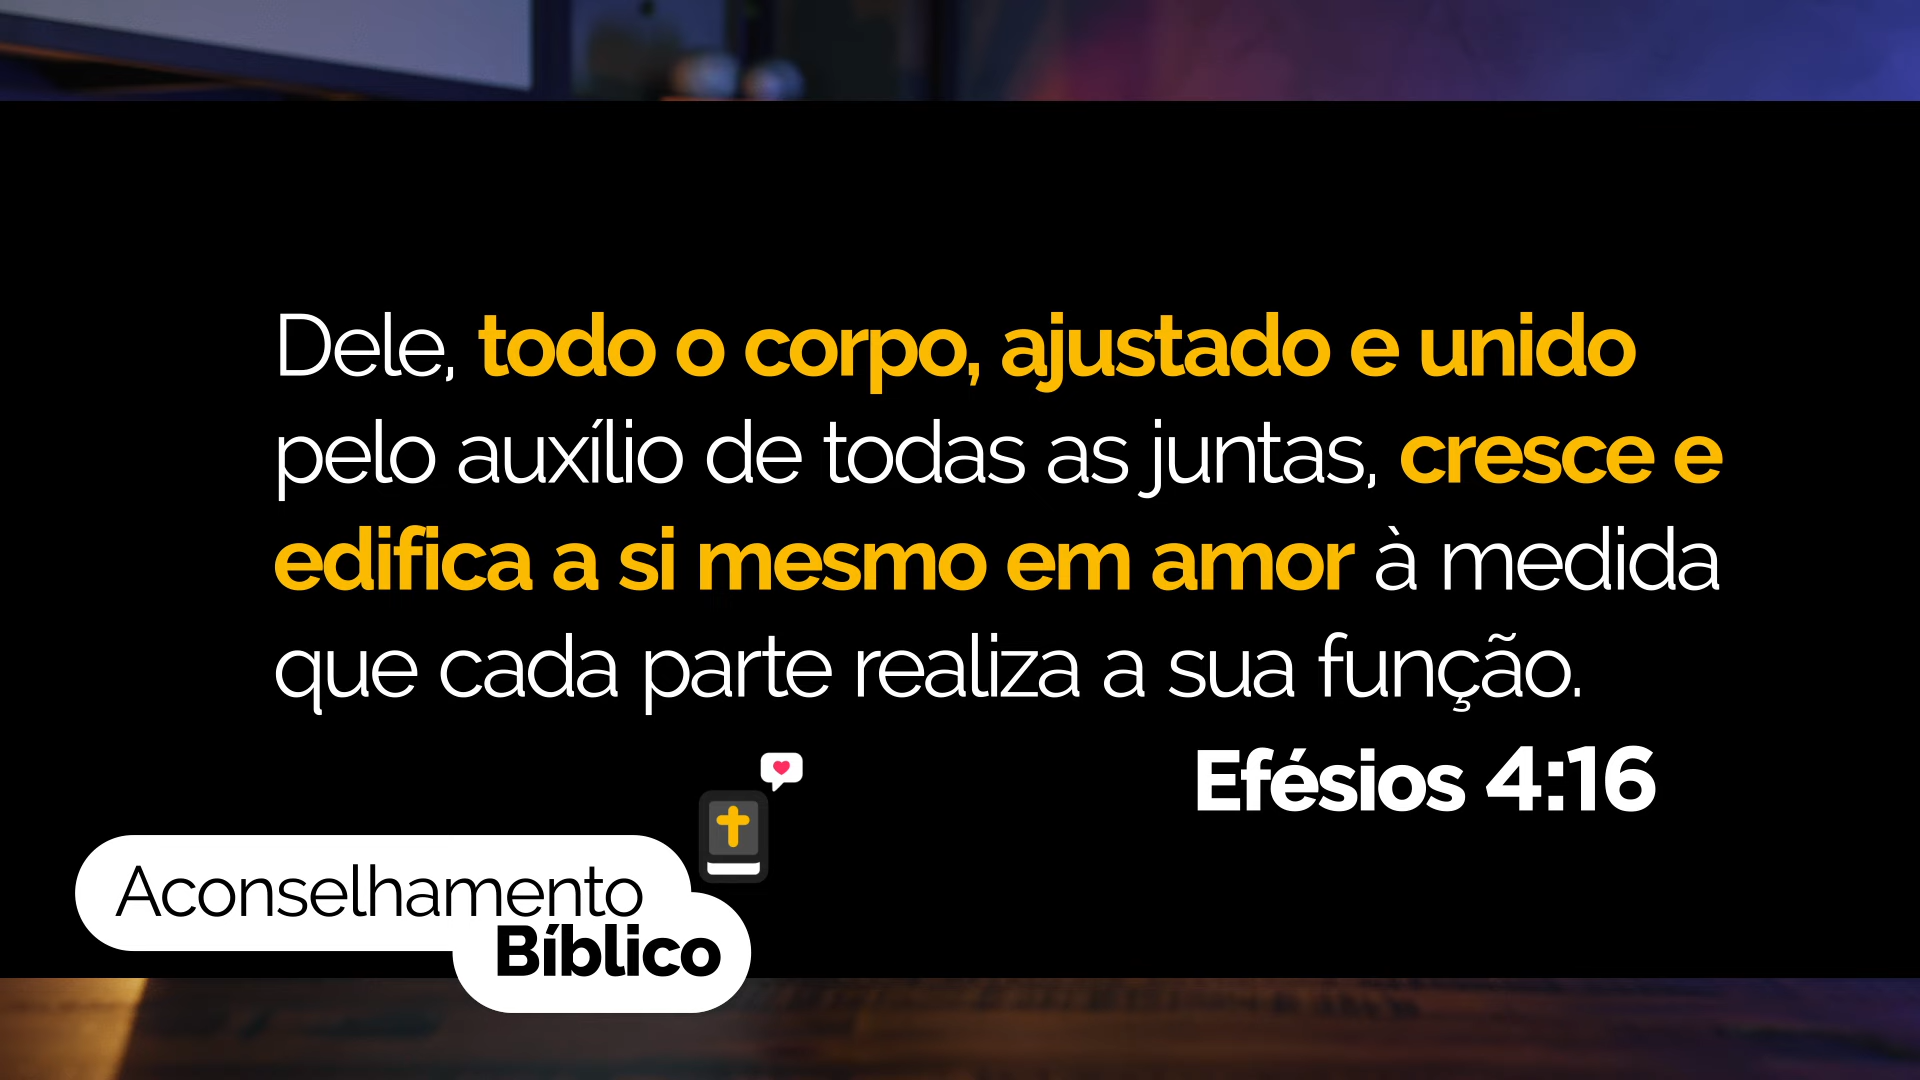 Dele, todo o corpo, ajustado e unido
pelo auxílio de todas as juntas, cresce e
edifica a si mesmo em amor à medida
que cada parte realiza a sua função.
Efésios 4:16
Aconselhamento
Bíblico